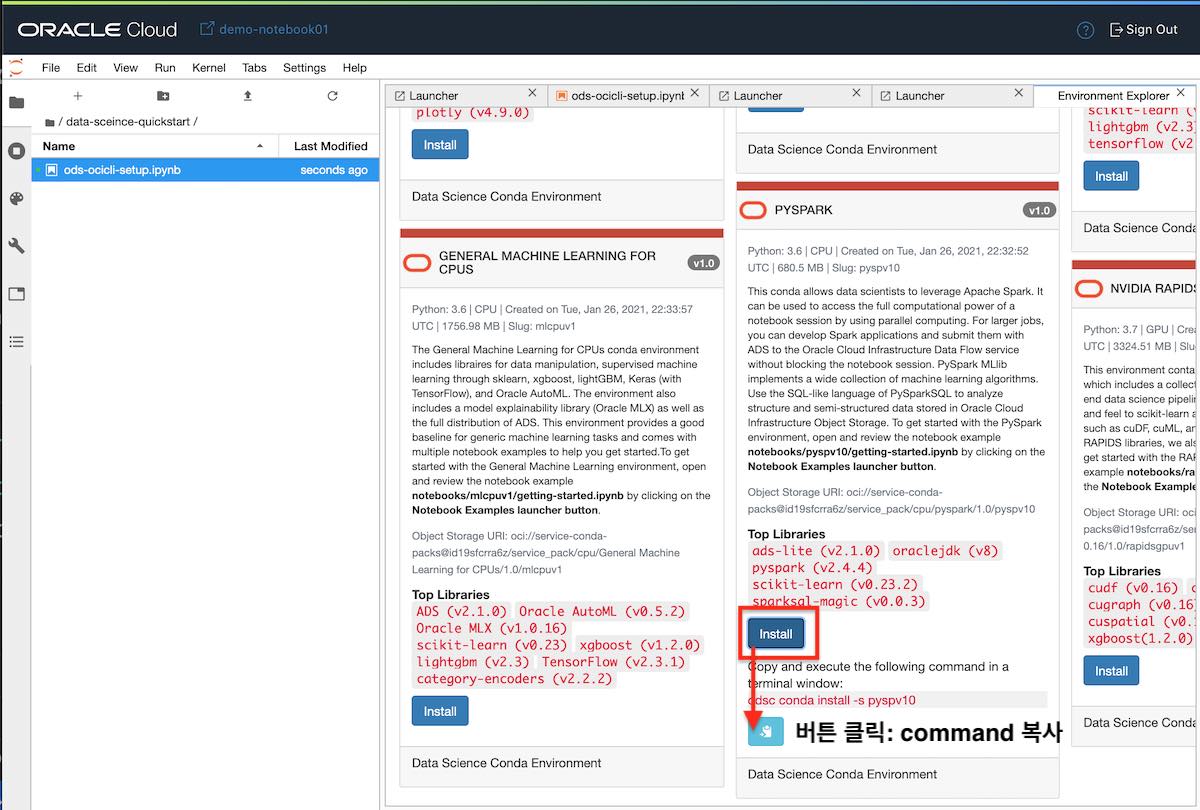 ORACLE Cloud
demo-notebook01
Sign Out
File Edit View Run Kernel Tabs Settings Help
/ data-sceince-quickstart /
Name Last Modified
ods-ocicli-setup.ipynb seconds ago
Launcher
ods-ocicli-setup.ipynb
Launcher
Launcher
Environment Explorer
plotly (v4.9.0)
Install
Data Science Conda Environment
GENERAL MACHINE LEARNING FOR
CPUS
v1.0
Python: 3.6 | CPU | Created on Tue, Jan 26, 2021, 22:33:57
UTC | 1756.98 MB | Slug: mlcpuv1
The General Machine Learning for CPUs conda environment
includes libraires for data manipulation, supervised machine
learning through sklearn, xgboost, lightGBM, Keras (with
TensorFlow), and Oracle AutoML. The environment also
includes a model explainability library (Oracle MLX) as well as
the full distribution of ADS. This environment provides a good
baseline for generic machine learning tasks and comes with
multiple notebook examples to help you get started.To get
started with the General Machine Learning environment, open
and review the notebook example
notebooks/mlcpuv1/getting-started.ipynb by clicking on the
Notebook Examples launcher button.
Object Storage URI: oci://service-conda-
packs@id19sfcrra6z/service_pack/cpu/General Machine
Learning for CPUs/1.0/mlcpuv1
Top Libraries
ADS (v2.1.0) Oracle AutoML (v0.5.2)
Oracle MLX (v1.0.16)
scikit-learn (v0.23) xgboost (v1.2.0)
lightgbm (v2.3) TensorFlow (v2.3.1)
category-encoders (v2.2.2)
Install
Data Science Conda Environment
Data Science Conda Environment
PYSPARK
v1.0
Python: 3.6 | CPU | Created on Tue, Jan 26, 2021, 22:32:52
UTC | 680.5 MB | Slug: pyspv10
This conda allows data scientists to leverage Apache Spark. It
can be used to access the full computational power of a
notebook session by using parallel computing. For larger jobs,
you can develop Spark applications and submit them with
ADS to the Oracle Cloud Infrastructure Data Flow service
without blocking the notebook session. PySpark MLlib
implements a wide collection of machine learning algorithms.
Use the SQL-like language of PySparkSQL to analyze
structure and semi-structured data stored in Oracle Cloud
Infrastructure Object Storage. To get started with the PySpark
environment, open and review the notebook example
notebooks/pyspv10/getting-started.ipynb by clicking on the
Notebook Examples launcher button.
Object Storage URI: oci://service-conda-
packs@id19sfcrra6z/service_pack/cpu/pyspark/1.0/pyspv10
Top Libraries
ads-lite (v2.1.0) oraclejdk (v8)
pyspark (v2.4.4)
scikit-learn (v0.23.2)
sparksql-magic (v0.0.3)
Install
Copy and execute the following command in a
terminal window:
odsc conda install -s pyspv10
버튼 클릭: command 복사
Data Science Conda Environment
scikit-learn (v
lightgbm (v2.3
tensorflow (v2
Install
Data Science Conda
NVIDIA RAPIDS
Python: 3.7 | GPU | Cre
UTC | 3324.51 MB | Slu
This environment conta
which includes a collect
end data science pipelin
and feel to scikit-learn a
such as cuDF, cuML, an
RAPIDS libraries, we als
get started with the RAP
example notebooks/ra
the Notebook Example
Object Storage URI: oci
packs@id19sfcrra6z/se
0.16/1.0/rapidsgpuv1
Top Libraries
cudf (v0.16)
cugraph (v0.16
cuspatial (v0.
xgboost(1.2.0)
Install
Data Science Conda